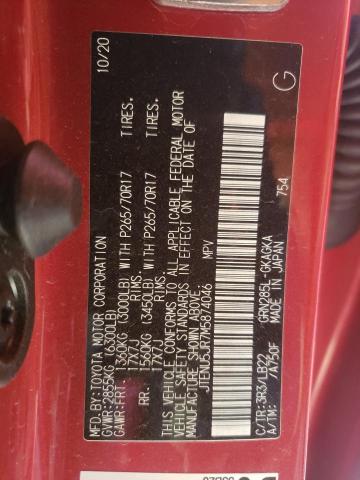 MFD.BY:TOYOTA MOTOR CORPORATION 10/20
GVWR:2855KG (6300LB)
GAWR:FRT. 1360KG (3000LB) WITH P265/70R17 TIRES.
17X7J RIMS.
RR. 1560KG (3450LB) WITH P265/70R17 TIRES.
17X7J RIMS.
THIS VEHICLE CONFORMS TO ALL APPLICABLE FEDERAL MOTOR
VEHICLE SAFETY STANDARDS IN EFFECT ON THE DATE OF
MANUFACTURE SHOWN ABOVE.
JTENU5JR7M5874046 MPV
C/TR:3R3/LB22 GRN285L-GKAGKA G
A/TM: /A750F MADE IN JAPAN 754